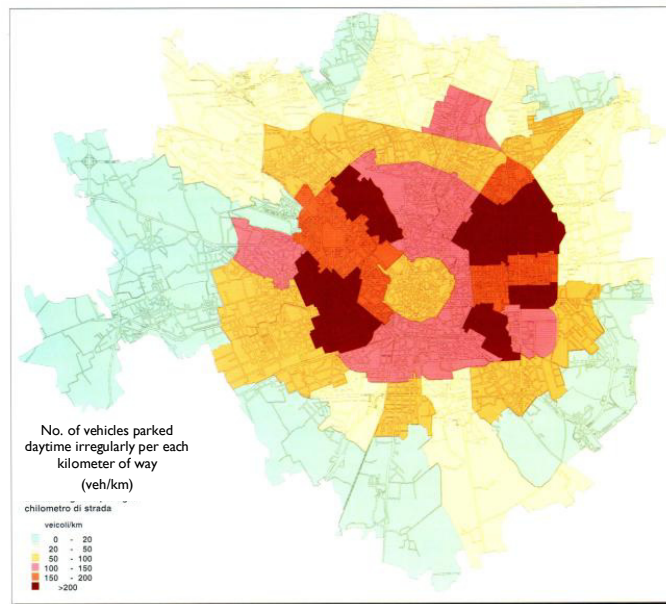 No. of vehicles parked
daytime irregularly per each
kilometer of way
(veh/km)
chilometro di strada
veicoli/km
0 - 20
20 - 50
50 - 100
100 - 150
150 - 200
>200